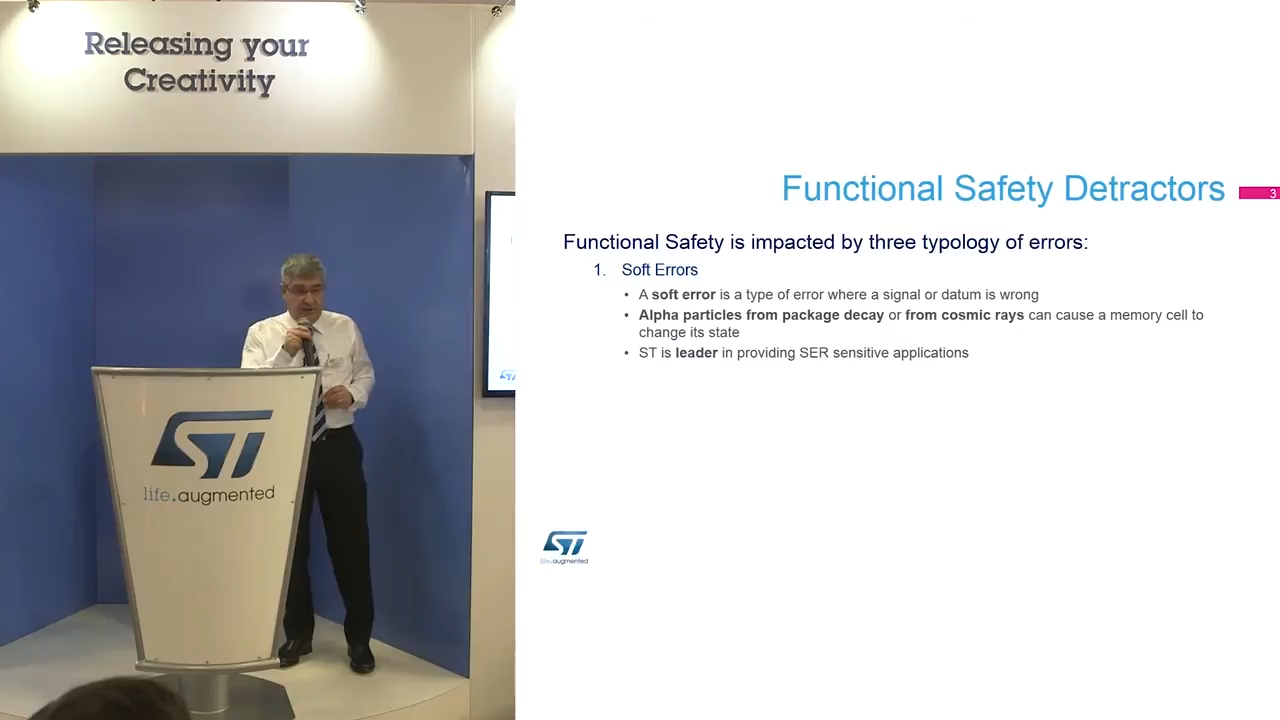 Releasing your
Creativity
ST
life.augmented
Functional Safety Detractors
3
Functional Safety is impacted by three typology of errors:
1. Soft Errors
• A soft error is a type of error where a signal or datum is wrong
• Alpha particles from package decay or from cosmic rays can cause a memory cell to
change its state
• ST is leader in providing SER sensitive applications
ST
life.augmented